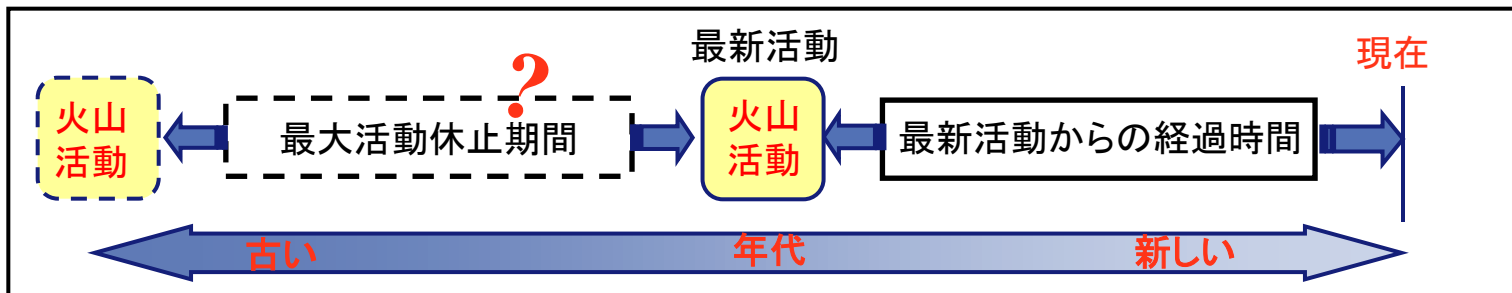 最新活動
現在
火山
活動
?
最大活動休止期間
火山
活動
最新活動からの経過時間
古い
年代
新しい